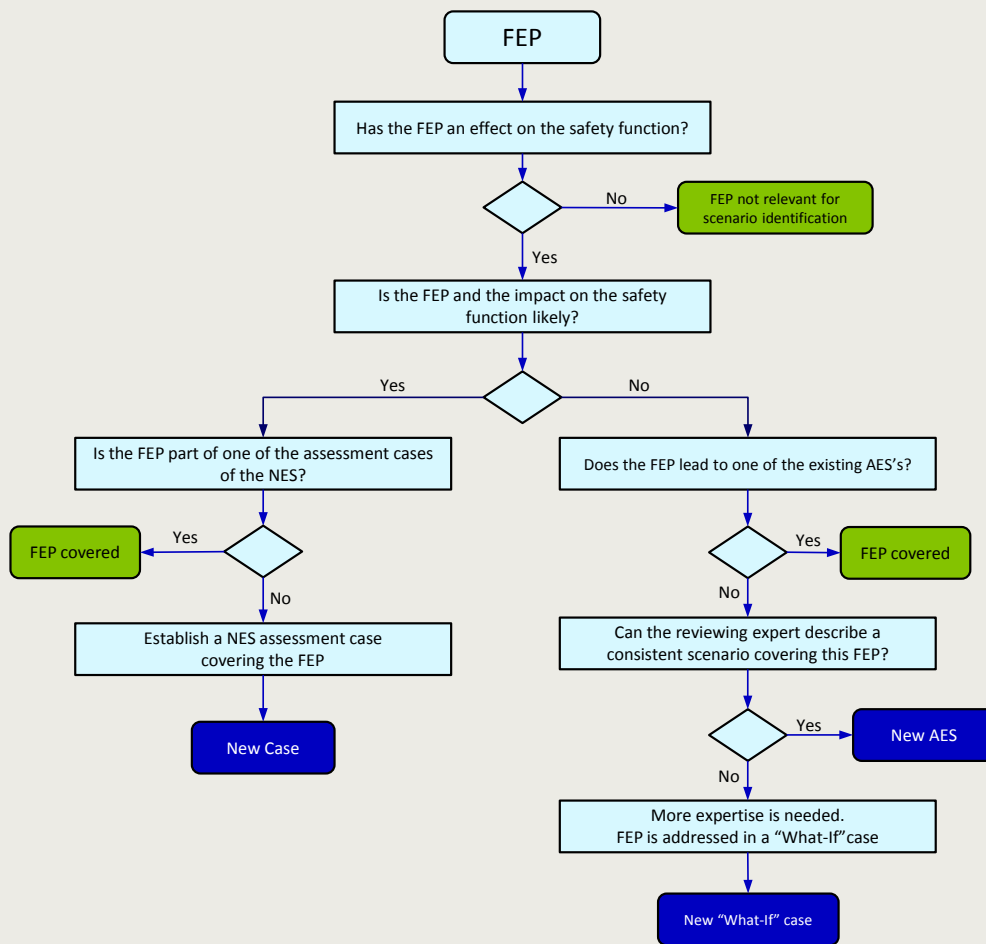 FEP
Has the FEP an effect on the safety function?
No
FEP not relevant for
scenario identification
Yes
Is the FEP and the impact on the safety
function likely?
Yes
No
Is the FEP part of one of the assessment cases
of the NES?
Does the FEP lead to one of the existing AES's?
FEP covered
Yes
Yes
FEP covered
No
No
Establish a NES assessment case
covering the FEP
Can the reviewing expert describe a
consistent scenario covering this FEP?
New Case
Yes
New AES
No
More expertise is needed.
FEP is addressed in a “What-If”case
New “What-If” case